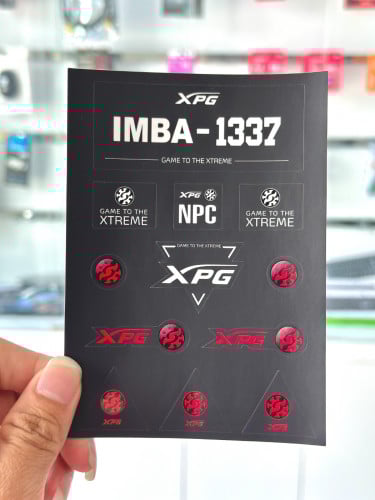 XPG
IMBA - 1337
GAME TO THE XTREME
GAME TO THE
XTREME
XPG
NPC
GAME TO THE
XTREME
GAME TO THE XTREME
XPG
XPG
XPG
XPG
XPG
XPG